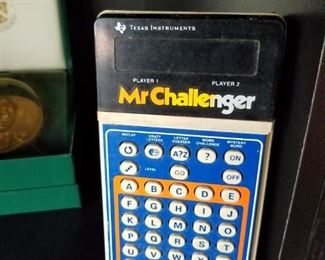 TEXAS INSTRUMENTS
PLAYER 1 PLAYER 2
Mr Challenger
REPLAY CRAZY LETTERS LETTER GUESSER WORD CHALLENGE MYSTERY WORD
A?Z ? ON
LEVEL GO OFF
A B C D E
F G H I J
K L M N O
P Q R S T
U V W X